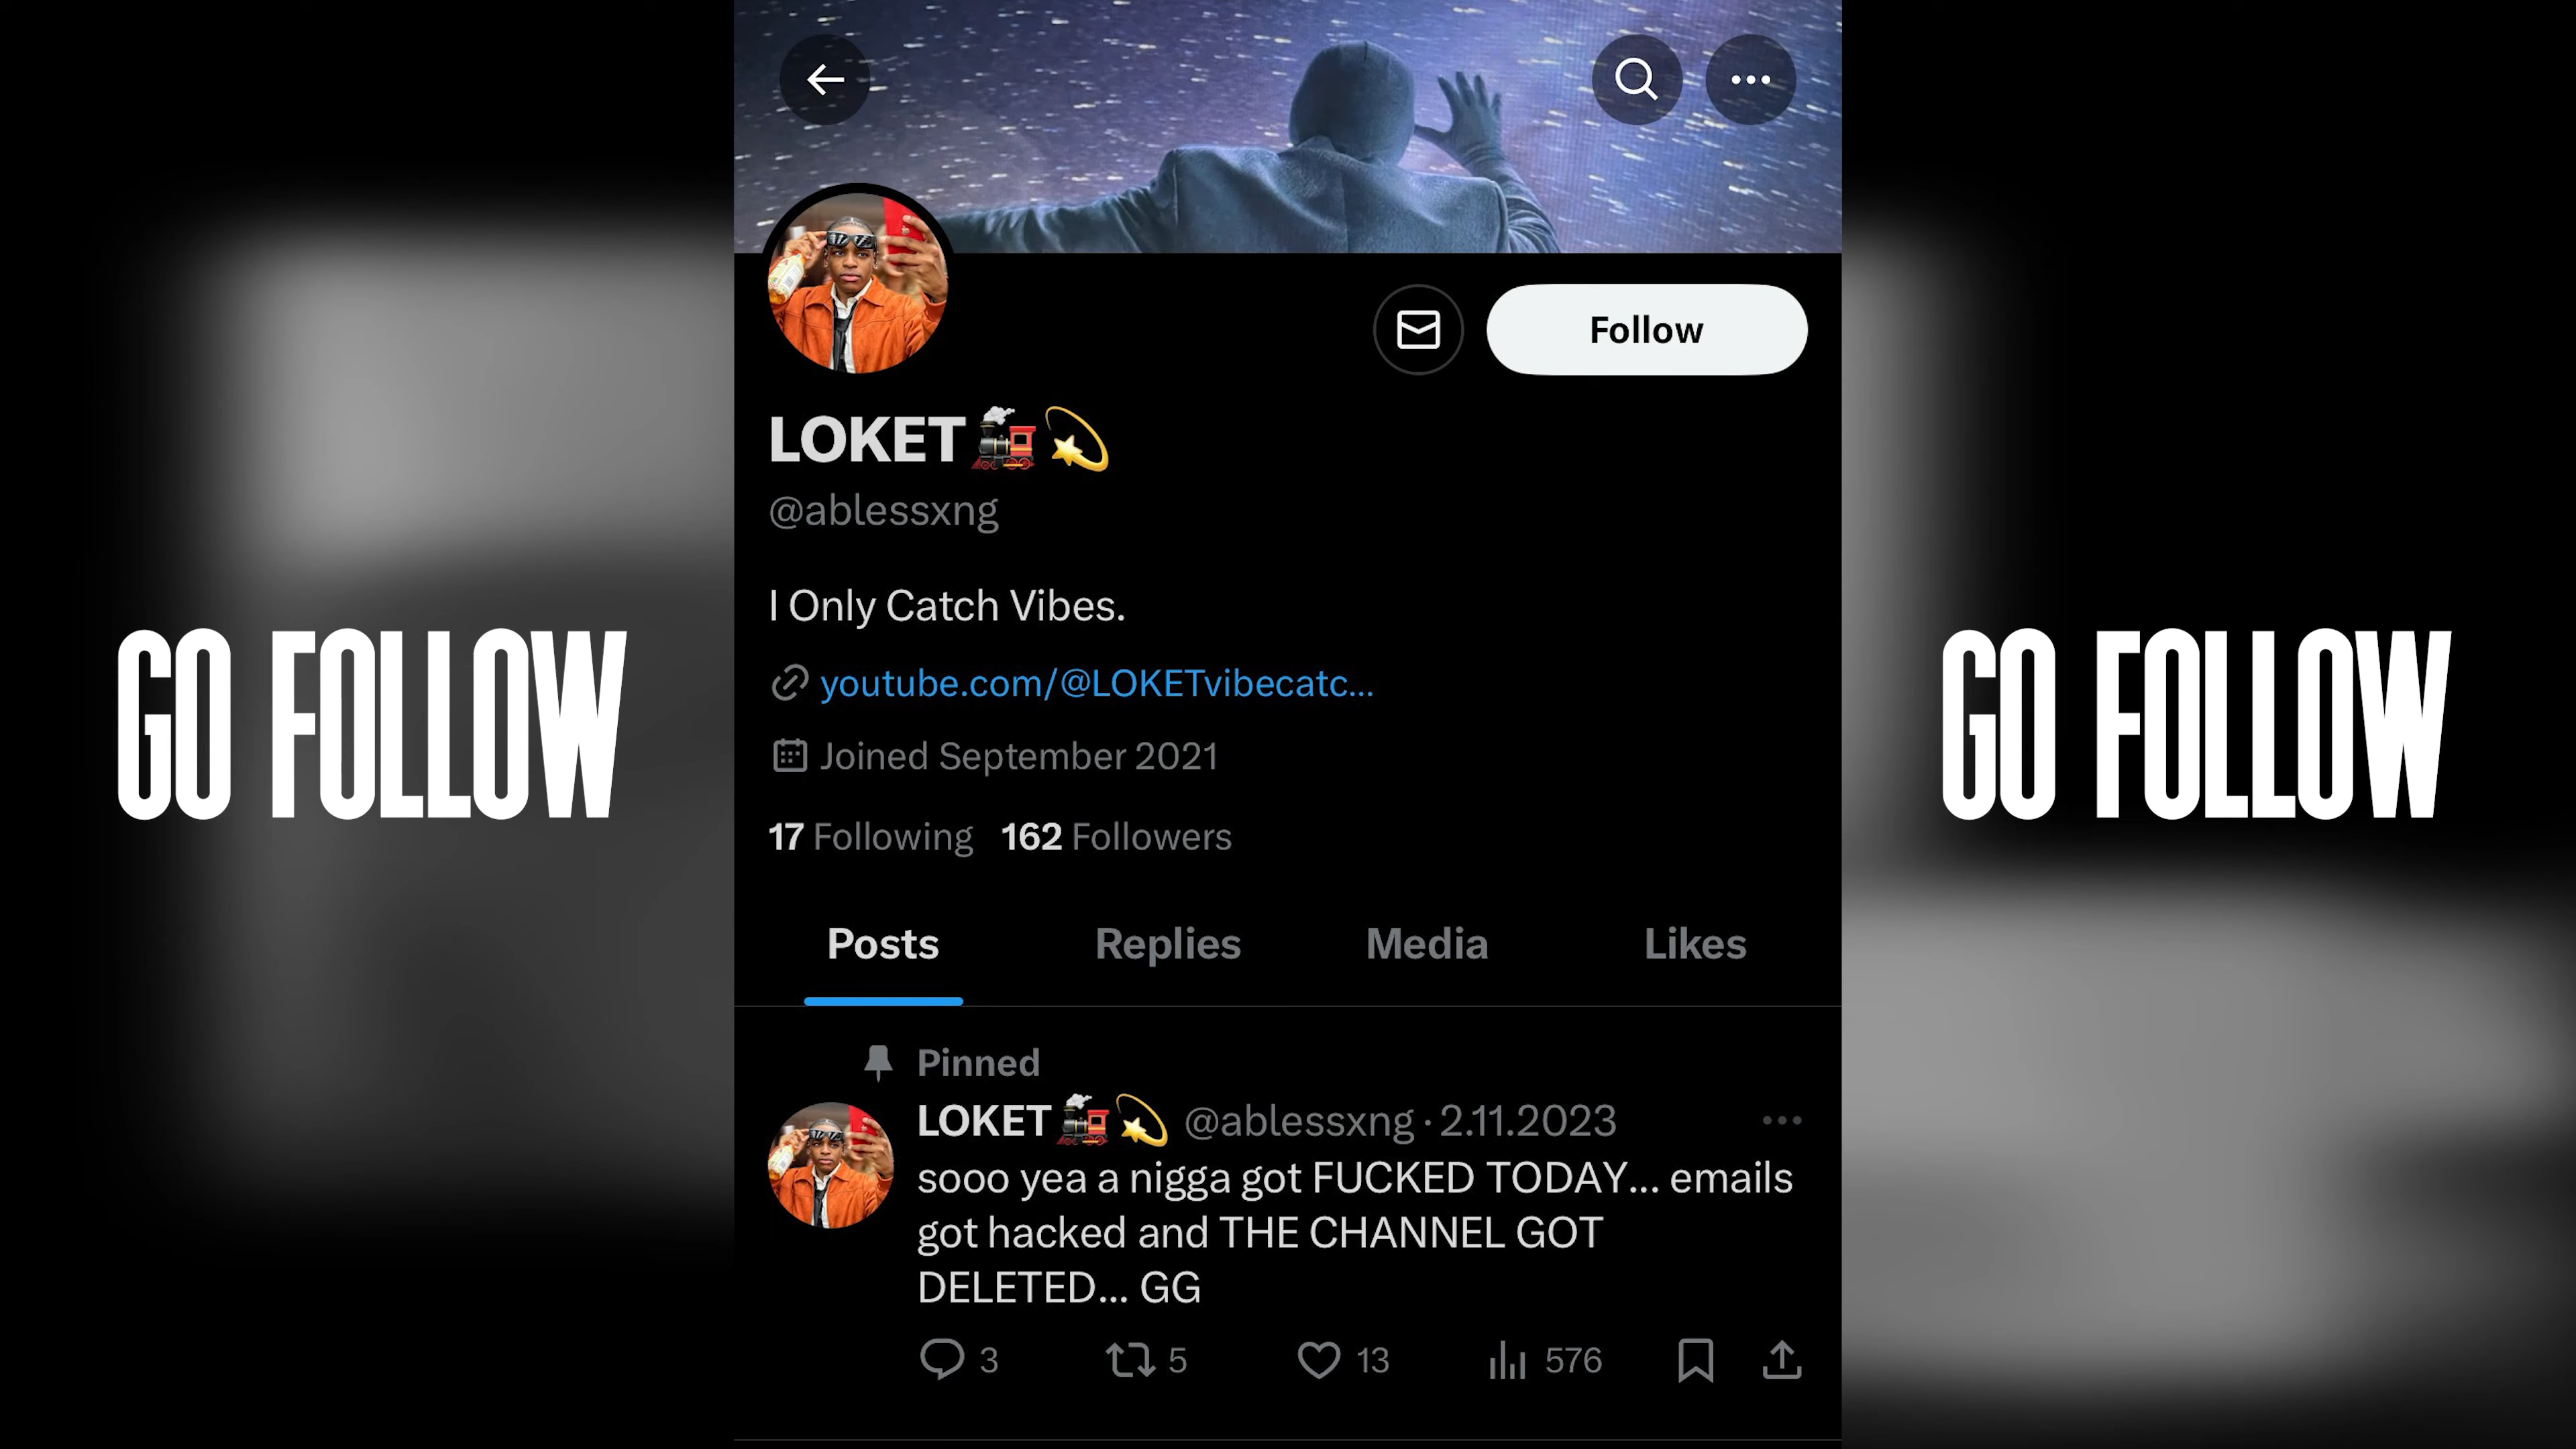 Follow
LOKET🚂💫
@ablessxng
I Only Catch Vibes.
youtube.com/@LOKETvibecatc...
Joined September 2021
17 Following 162 Followers
GO FOLLOW
GO FOLLOW
Posts Replies Media Likes
Pinned
LOKET🚂💫 @ablessxng · 2.11.2023
sooo yea a nigga got FUCKED TODAY... emails
got hacked and THE CHANNEL GOT
DELETED... GG
3 5 13 576